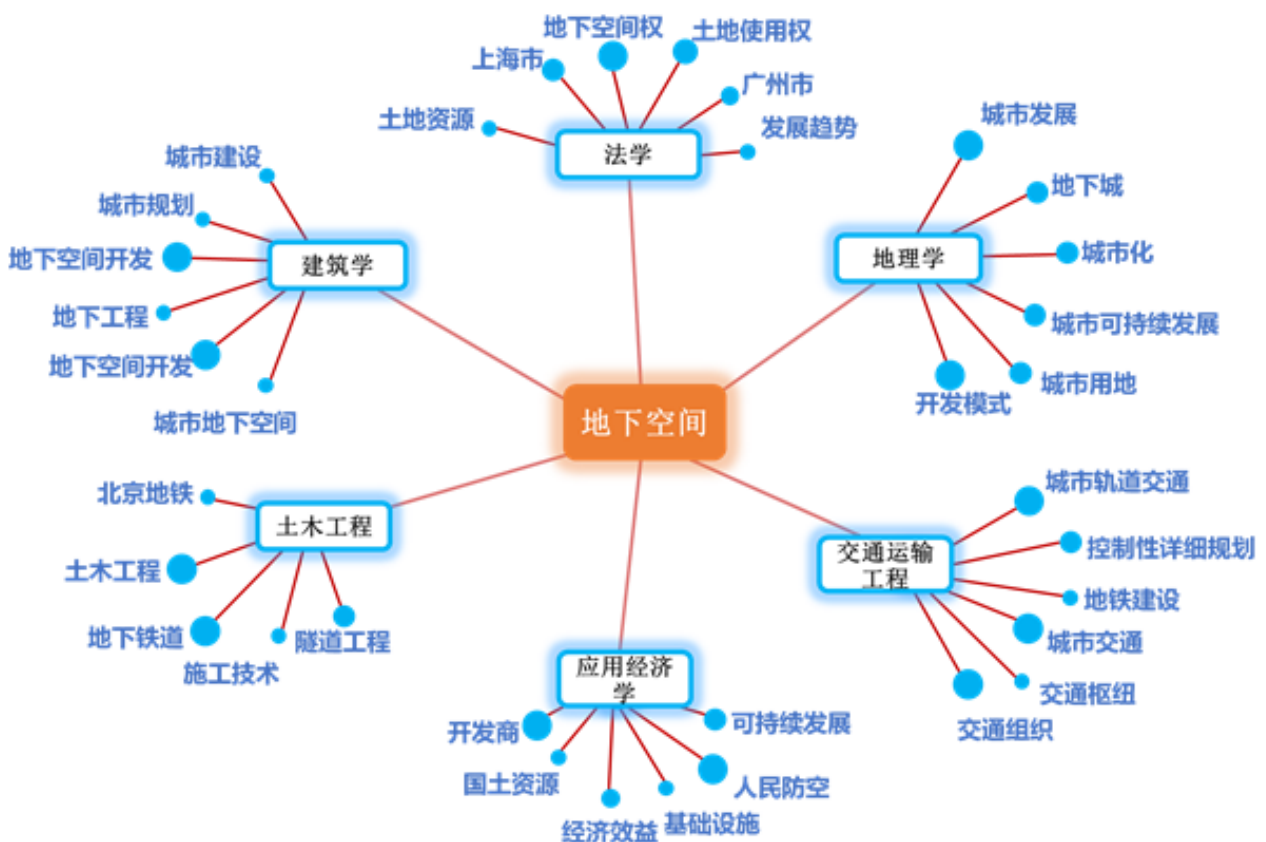 地下空间权
土地使用权
上海市
广州市
土地资源
发展趋势
法学
城市发展
地下城
城市化
地理学
城市可持续发展
城市用地
开发模式
城市建设
城市规划
地下空间开发
建筑学
地下工程
地下空间开发
城市地下空间
地下空间
北京地铁
土木工程
土木工程
地下铁道
施工技术
隧道工程
城市轨道交通
控制性详细规划
交通运输
工程
地铁建设
城市交通
交通枢纽
交通组织
应用经济
学
开发商
可持续发展
国土资源
人民防空
经济效益
基础设施